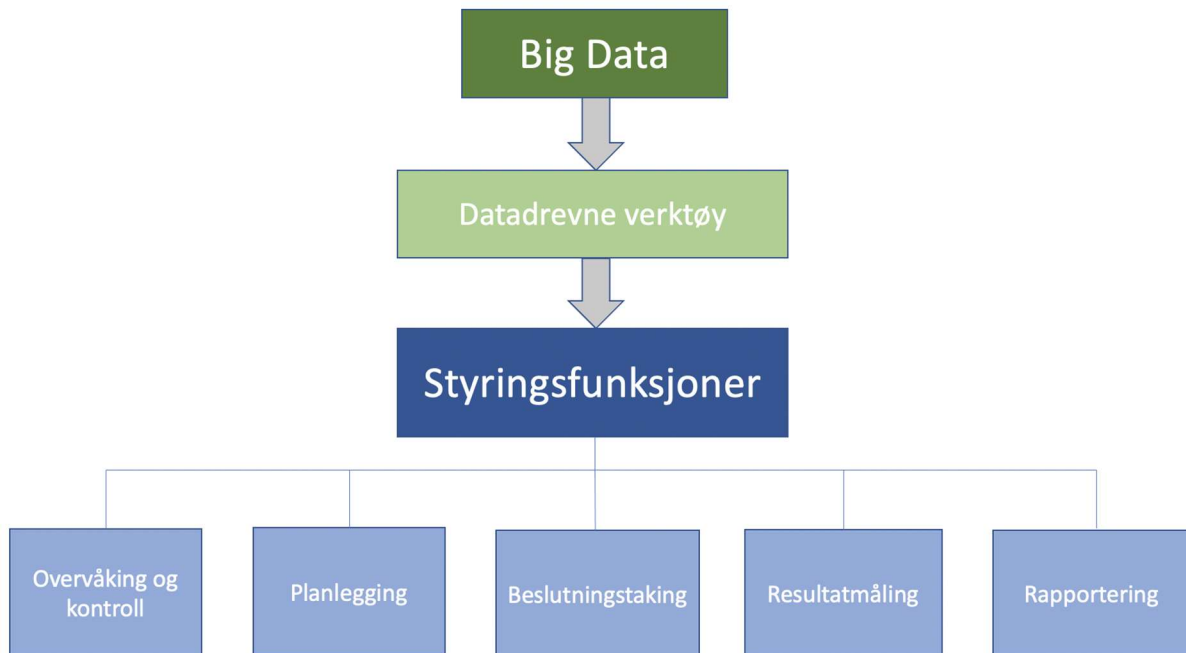 Big Data
Datadrevne verktøy
Styringsfunksjoner
Overvåking og
kontroll
Planlegging
Beslutningstaking
Resultatmåling
Rapportering